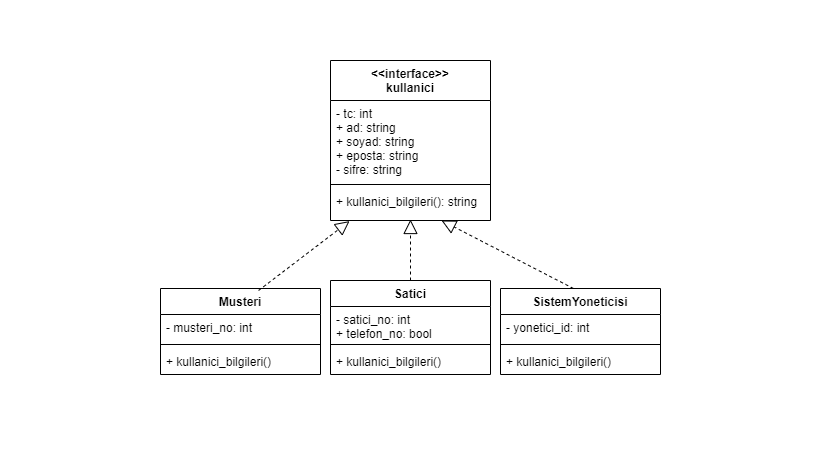 <<interface>>
kullanici
- tc: int
+ ad: string
+ soyad: string
+ eposta: string
- sifre: string
+ kullanici_bilgileri(): string
Musteri
- musteri_no: int
+ kullanici_bilgileri()
Satici
- satici_no: int
+ telefon_no: bool
+ kullanici_bilgileri()
SistemYoneticisi
- yonetici_id: int
+ kullanici_bilgileri()